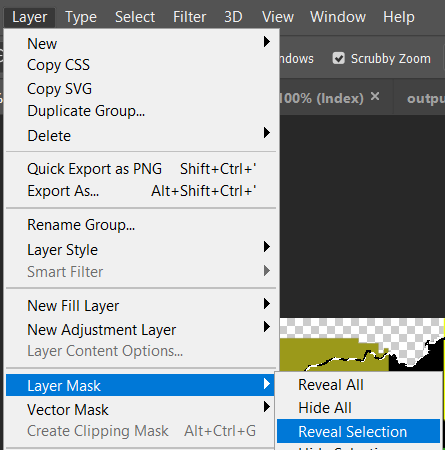 Layer Type Select Filter 3D View Window Help
New
Copy CSS
ndows Scrubby Zoom
Copy SVG
100% (Index) × outpu
Duplicate Group...
Delete
Quick Export as PNG Shift+Ctrl+'
Export As... Alt+Shift+Ctrl+'
Rename Group...
Layer Style
Smart Filter
New Fill Layer
New Adjustment Layer
Layer Content Options...
Layer Mask
Reveal All
Vector Mask
Hide All
Create Clipping Mask Alt+Ctrl+G
Reveal Selection